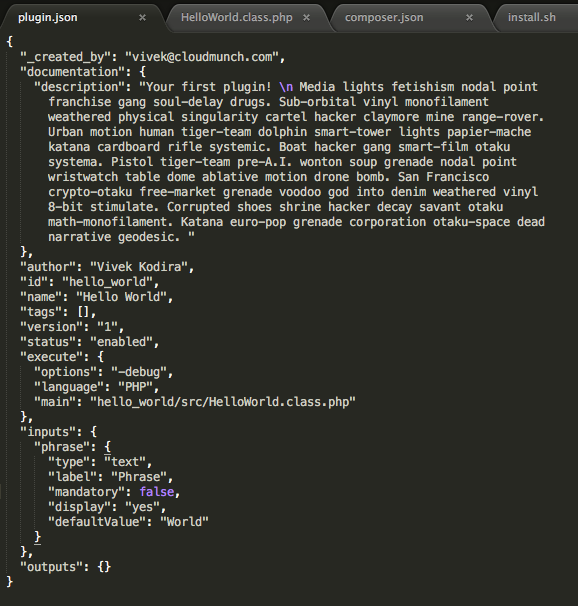 plugin.json × HelloWorld.class.php × composer.json × install.sh
{
"_created_by": "vivek@cloudmunch.com",
"documentation": {
"description": "Your first plugin! \n Media lights fetishism nodal point
franchise gang soul-delay drugs. Sub-orbital vinyl monofilament
weathered physical singularity cartel hacker claymore mine range-rover.
Urban motion human tiger-team dolphin smart-tower lights papier-mache
katana cardboard rifle systemic. Boat hacker gang smart-film otaku
systema. Pistol tiger-team pre-A.I. wonton soup grenade nodal point
wristwatch table dome ablative motion drone bomb. San Francisco
crypto-otaku free-market grenade voodoo god into denim weathered vinyl
8-bit stimulate. Corrupted shoes shrine hacker decay savant otaku
math-monofilament. Katana euro-pop grenade corporation otaku-space dead
narrative geodesic. "
},
"author": "Vivek Kodira",
"id": "hello_world",
"name": "Hello World",
"tags": [],
"version": "1",
"status": "enabled",
"execute": {
"options": "-debug",
"language": "PHP",
"main": "hello_world/src/HelloWorld.class.php"
},
"inputs": {
"phrase": {
"type": "text",
"label": "Phrase",
"mandatory": false,
"display": "yes",
"defaultValue": "World"
}
},
"outputs": {}
}